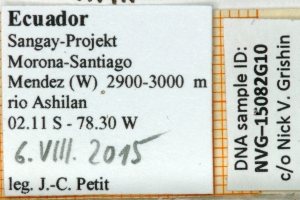 Ecuador
Sangay-Projekt
Morona-Santiago
Mendez (W) 2900-3000 m
rio Ashilan
02.11 S - 78.30 W
6. VIII. 2015
leg. J.-C. Petit
DNA sample ID:
NVG–15082G10
c/o Nick V. Grishin